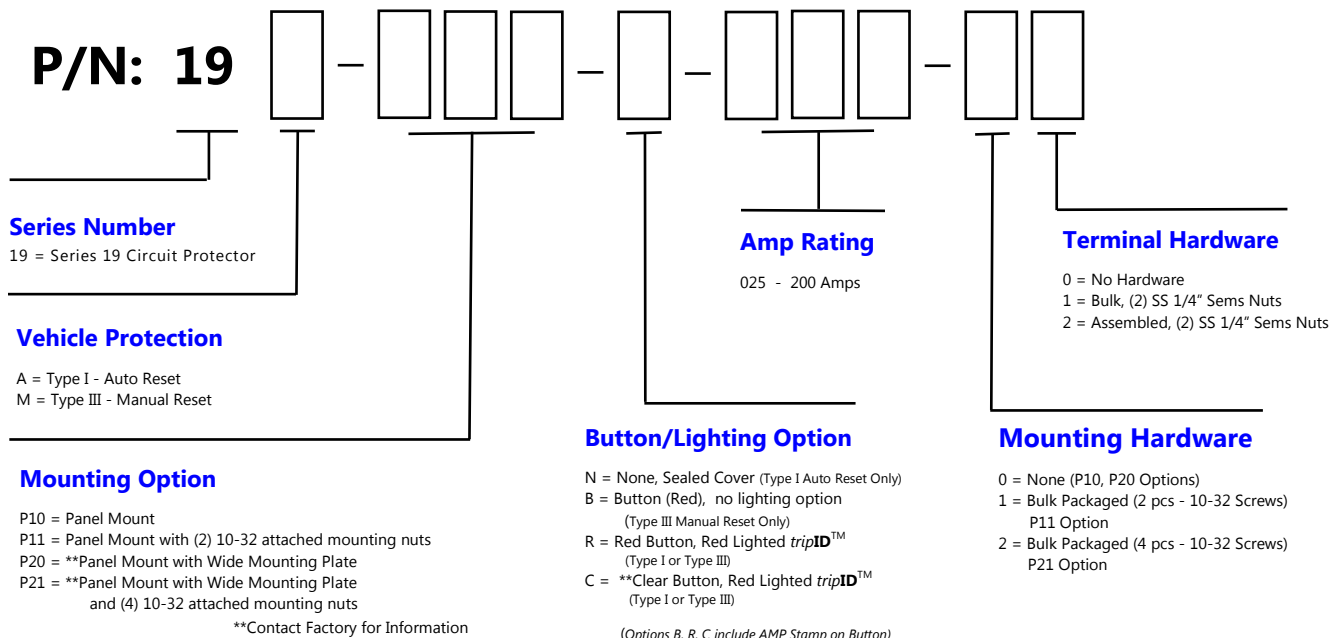 P/N: 19 — — — —
Series Number
19 = Series 19 Circuit Protector
Vehicle Protection
A = Type I - Auto Reset
M = Type III - Manual Reset
Mounting Option
P10 = Panel Mount
P11 = Panel Mount with (2) 10-32 attached mounting nuts
P20 = **Panel Mount with Wide Mounting Plate
P21 = **Panel Mount with Wide Mounting Plate
and (4) 10-32 attached mounting nuts
**Contact Factory for Information
Button/Lighting Option
N = None, Sealed Cover (Type I Auto Reset Only)
B = Button (Red), no lighting option
(Type III Manual Reset Only)
R = Red Button, Red Lighted tripID™
(Type I or Type III)
C = **Clear Button, Red Lighted tripID™
(Type I or Type III)
(Options B, R, C include AMP Stamp on Button)
Amp Rating
025 - 200 Amps
Mounting Hardware
0 = None (P10, P20 Options)
1 = Bulk Packaged (2 pcs - 10-32 Screws)
P11 Option
2 = Bulk Packaged (4 pcs - 10-32 Screws)
P21 Option
Terminal Hardware
0 = No Hardware
1 = Bulk, (2) SS 1/4" Sems Nuts
2 = Assembled, (2) SS 1/4" Sems Nuts